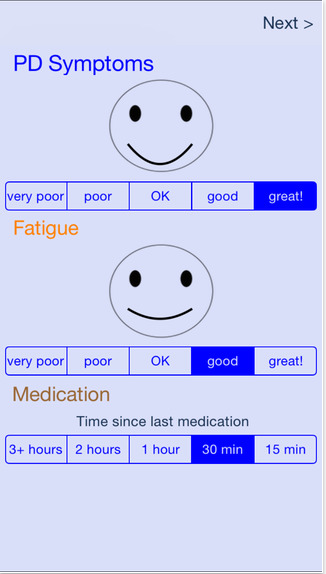 Next >
PD Symptoms
very poor poor OK good great!
Fatigue
very poor poor OK good great!
Medication
Time since last medication
3+ hours 2 hours 1 hour 30 min 15 min